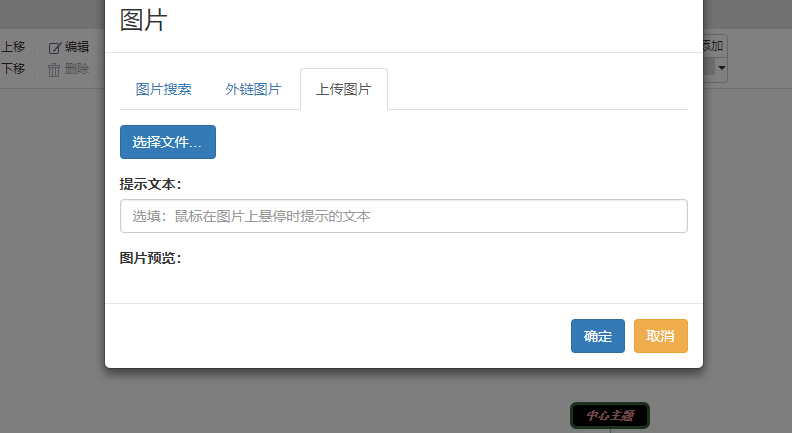 图片
上移
编辑
添加
下移
删除
图片搜索
外链图片
上传图片
选择文件...
提示文本:
选填：鼠标在图片上悬停时提示的文本
图片预览:
确定
取消
中心主题